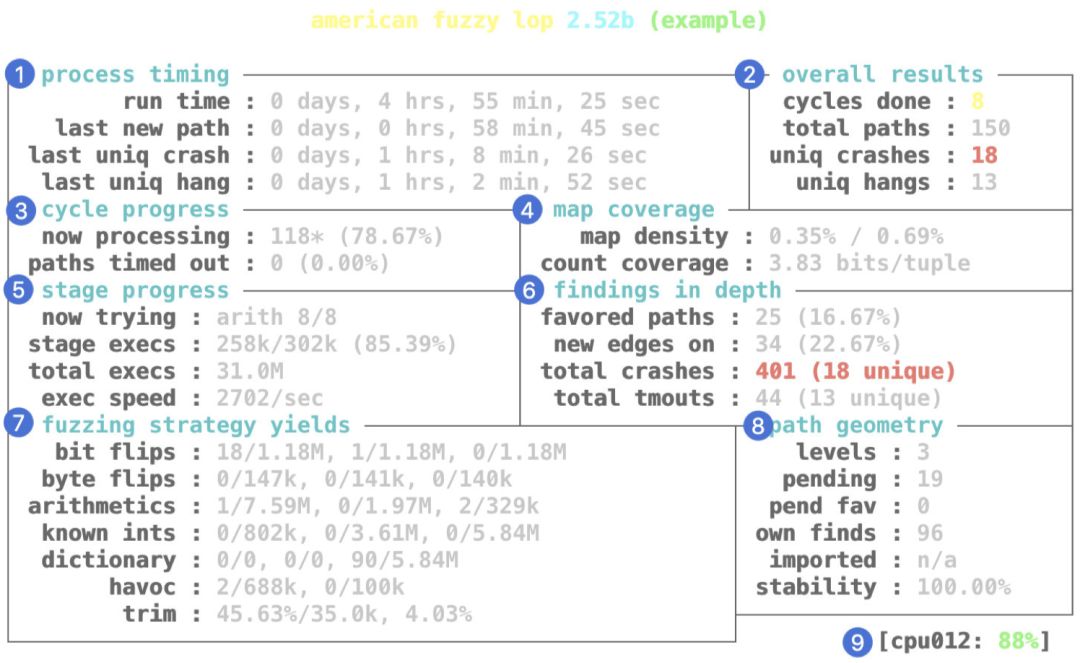 american fuzzy lop 2.52b (example)
1 process timing
run time : 0 days, 4 hrs, 55 min, 25 sec
last new path : 0 days, 0 hrs, 58 min, 45 sec
last uniq crash : 0 days, 1 hrs, 8 min, 26 sec
last uniq hang : 0 days, 1 hrs, 2 min, 52 sec
2 overall results
cycles done : 8
total paths : 150
uniq crashes : 18
uniq hangs : 13
3 cycle progress
now processing : 118* (78.67%)
paths timed out : 0 (0.00%)
4 map coverage
map density : 0.35% / 0.69%
count coverage : 3.83 bits/tuple
5 stage progress
now trying : arith 8/8
stage execs : 258k/302k (85.39%)
total execs : 31.0M
exec speed : 2702/sec
6 findings in depth
favored paths : 25 (16.67%)
new edges on : 34 (22.67%)
total crashes : 401 (18 unique)
total tmouts : 44 (13 unique)
7 fuzzing strategy yields
bit flips : 18/1.18M, 1/1.18M, 0/1.18M
byte flips : 0/147k, 0/141k, 0/140k
arithmetics : 1/7.59M, 0/1.97M, 2/329k
known ints : 0/802k, 0/3.61M, 0/5.84M
dictionary : 0/0, 0/0, 90/5.84M
havoc : 2/688k, 0/100k
trim : 45.63%/35.0k, 4.03%
8 path geometry
levels : 3
pending : 19
pend fav : 0
own finds : 96
imported : n/a
stability : 100.00%
9 [cpu012: 88%]